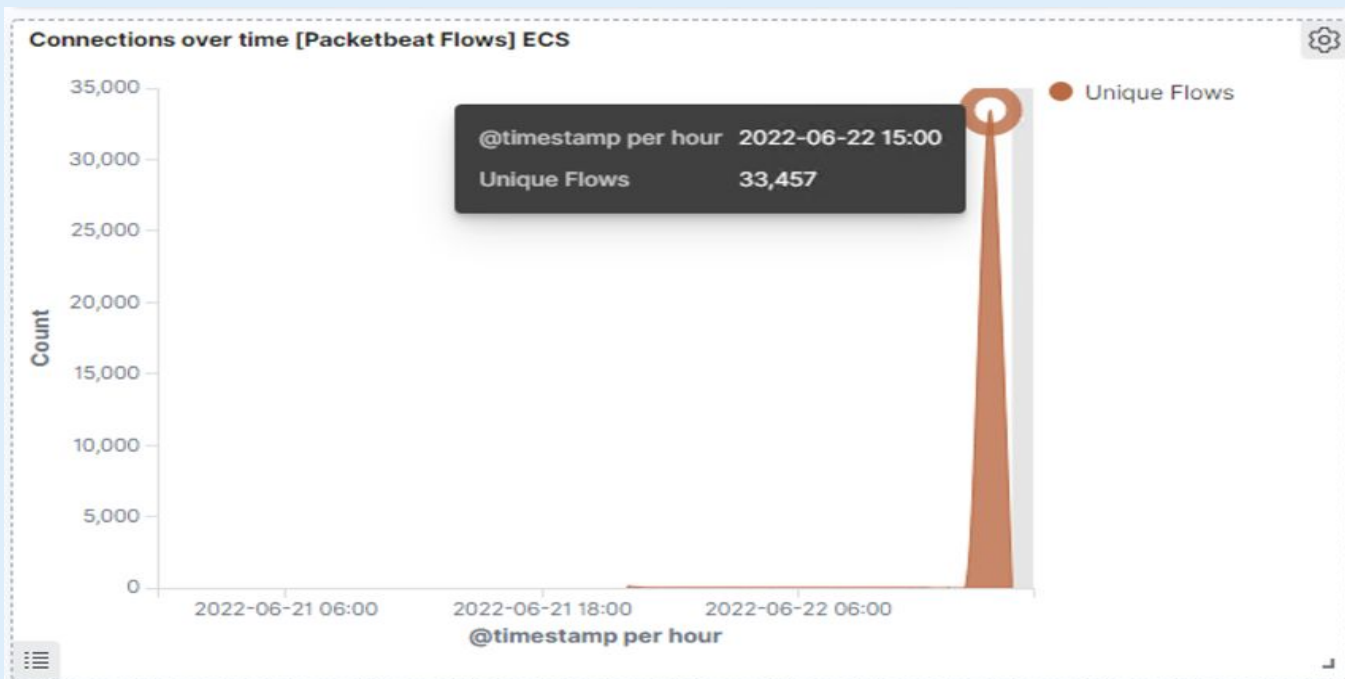 Connections over time [Packetbeat Flows] ECS
35,000
30,000
25,000
20,000
15,000
10,000
5,000
0
Count
@timestamp per hour 2022-06-22 15:00
Unique Flows 33,457
Unique Flows
2022-06-21 06:00 2022-06-21 18:00 2022-06-22 06:00
@timestamp per hour